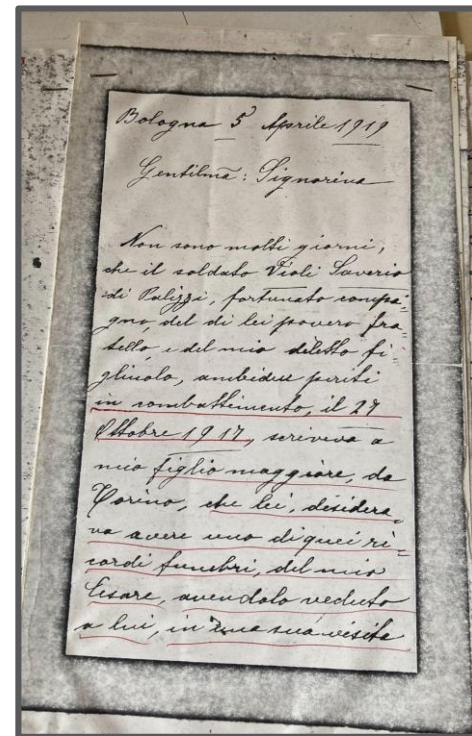 Bologna 5 Aprile 1919
Gentilma: Signorina
Non sono molti giorni,
che il soldato Violi Saverio
di Palizzi, fortunato compa-
gno, del di lei povero fra-
tello, e del mio diletto fi-
gliuolo, ambidue periti
in combattimento, il 27
Ottobre 1917, scriveva a
mio figlio maggiore, da
Torino, che lei, desidera-
va avere uno di quei ri-
cordi funebri, del mio
Cesare, avendolo veduto
a lui, in una sua visita